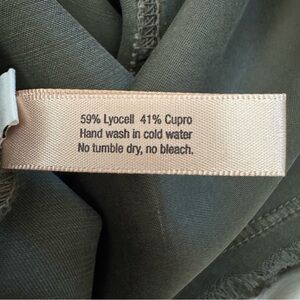 59% Lyocell 41% Cupro
Hand wash in cold water
No tumble dry, no bleach.